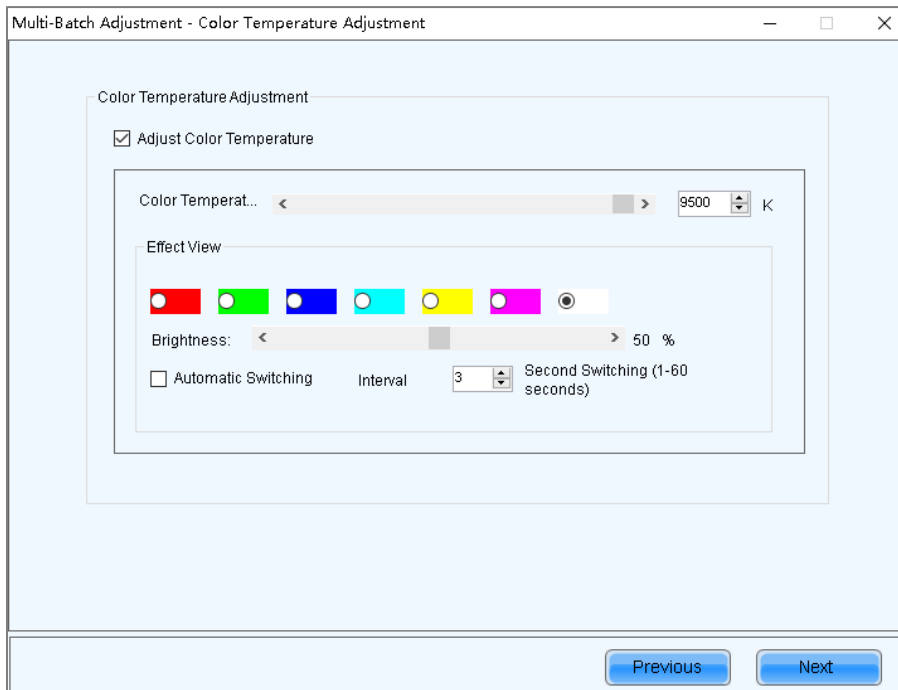 Multi-Batch Adjustment - Color Temperature Adjustment
Color Temperature Adjustment
Adjust Color Temperature
Color Temperat... 9500 K
Effect View
Brightness: 50 %
Automatic Switching Interval 3 Second Switching (1-60
seconds)
Previous Next